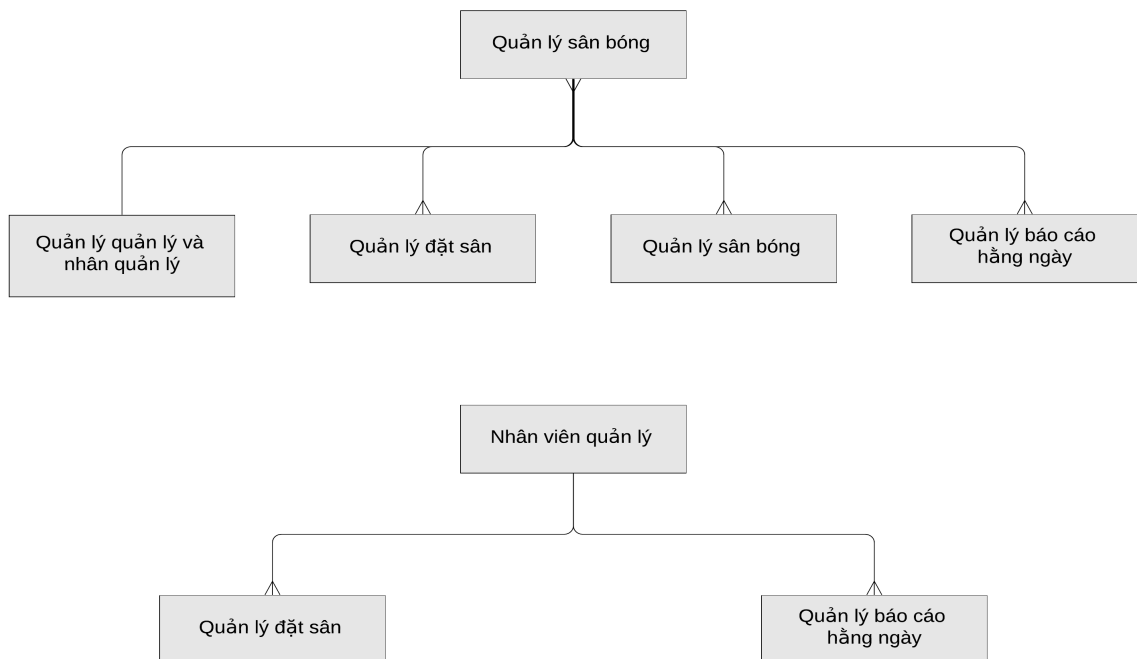 Quản lý sân bóng
Quản lý quản lý và
nhân quản lý
Quản lý đặt sân
Quản lý sân bóng
Quản lý báo cáo
hằng ngày
Nhân viên quản lý
Quản lý đặt sân
Quản lý báo cáo
hằng ngày